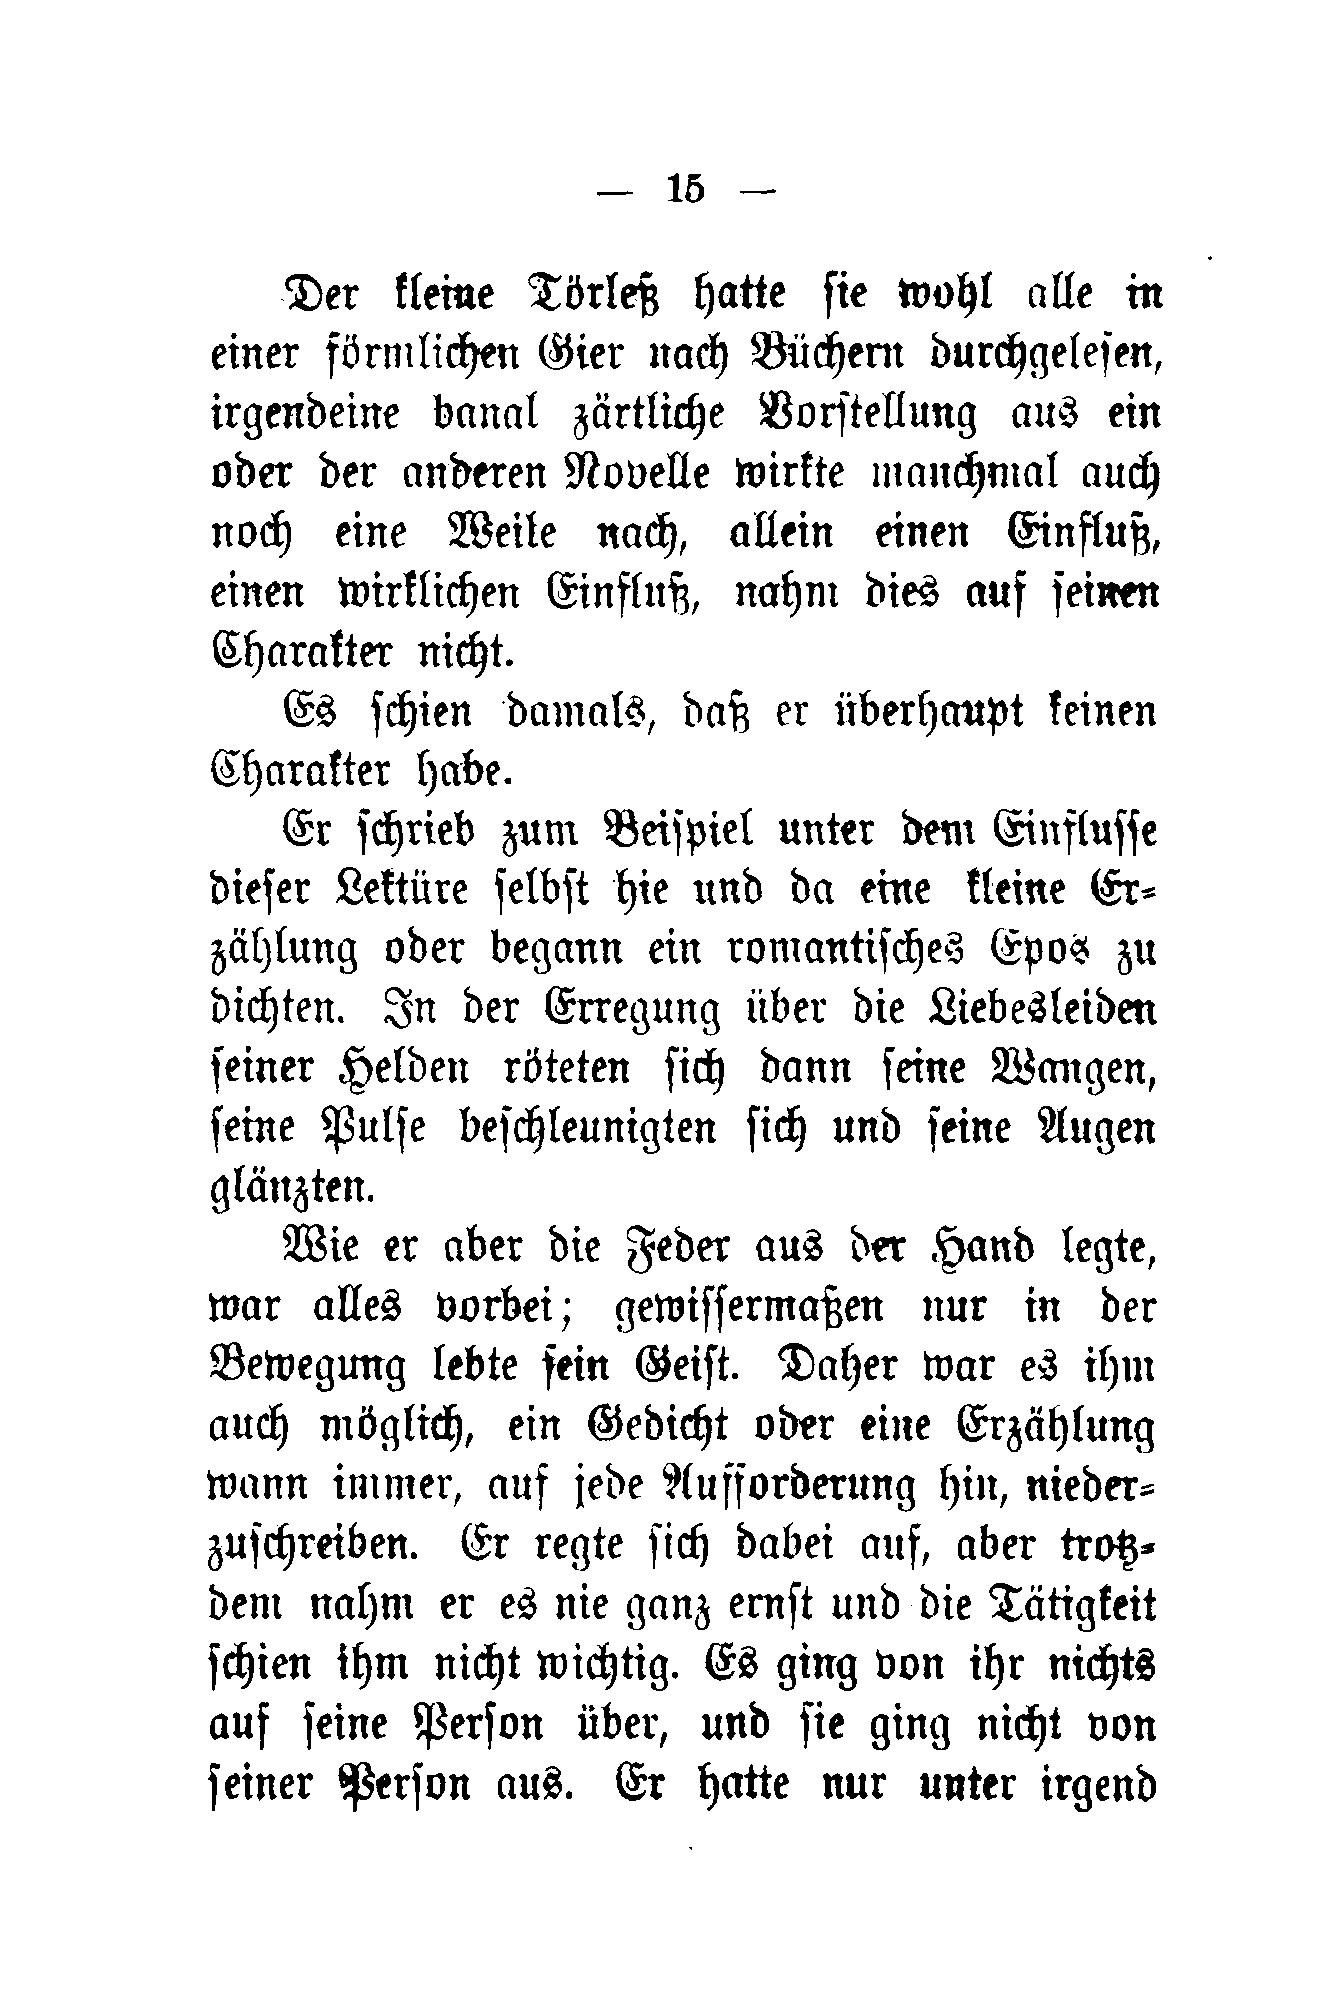 — 15 —
Der kleine Törleß hatte sie wohl alle in
einer förmlichen Gier nach Büchern durchgelesen,
irgendeine banal zärtliche Vorstellung aus ein
oder der anderen Novelle wirkte manchmal auch
noch eine Weile nach, allein einen Einfluß,
einen wirklichen Einfluß, nahm dies auf seinen
Charakter nicht.
Es schien damals, daß er überhaupt keinen
Charakter habe.
Er schrieb zum Beispiel unter dem Einflusse
dieser Lektüre selbst hie und da eine kleine Er-
zählung oder begann ein romantisches Epos zu
dichten. In der Erregung über die Liebesleiden
seiner Helden röteten sich dann seine Wangen,
seine Pulse beschleunigten sich und seine Augen
glänzten.
Wie er aber die Feder aus der Hand legte,
war alles vorbei; gewissermaßen nur in der
Bewegung lebte sein Geist. Daher war es ihm
auch möglich, ein Gedicht oder eine Erzählung
wann immer, auf jede Aufforderung hin, nieder-
zuschreiben. Er regte sich dabei auf, aber trotz-
dem nahm er es nie ganz ernst und die Tätigkeit
schien ihm nicht wichtig. Es ging von ihr nichts
auf seine Person über, und sie ging nicht von
seiner Person aus. Er hatte nur unter irgend